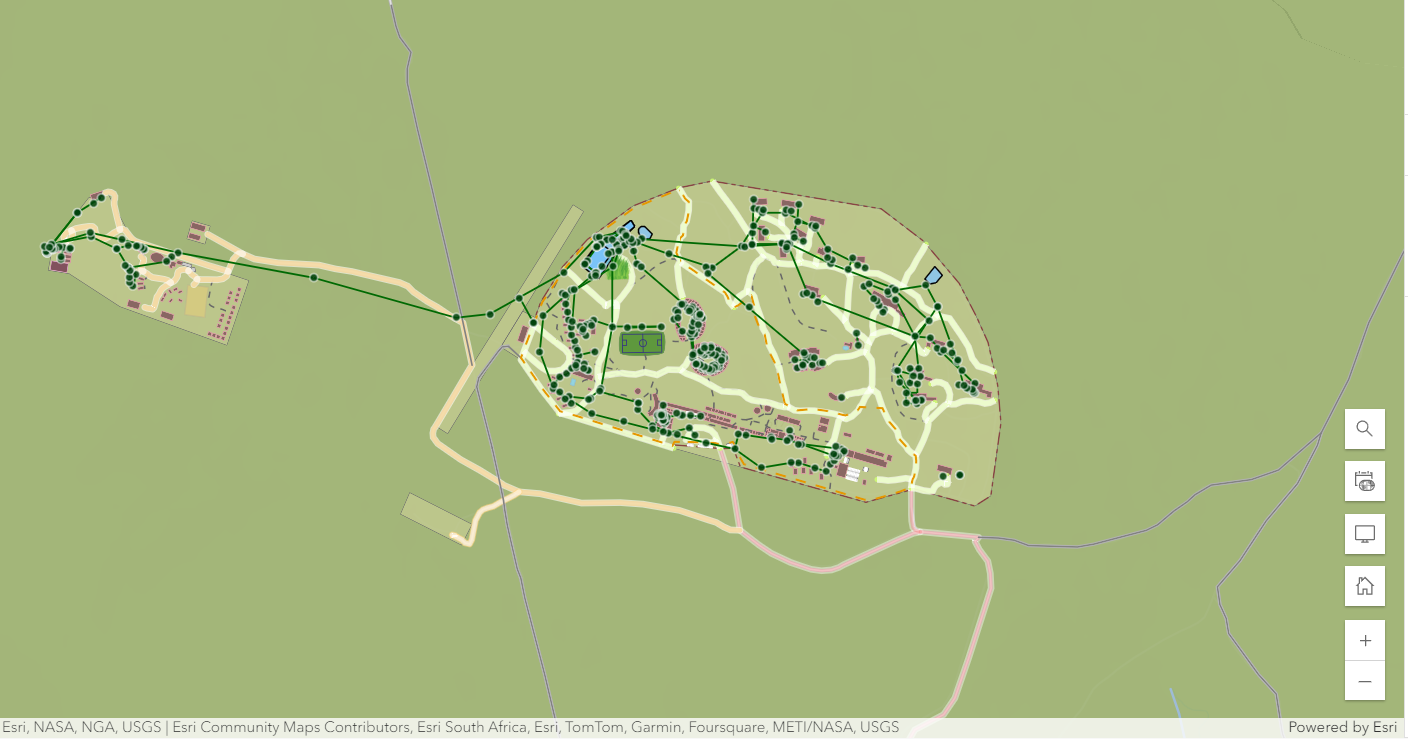 Esri, NASA, NGA, USGS | Esri Community Maps Contributors, Esri South Africa, Esri, TomTom, Garmin, Foursquare, METI/NASA, USGS
Powered by Esri